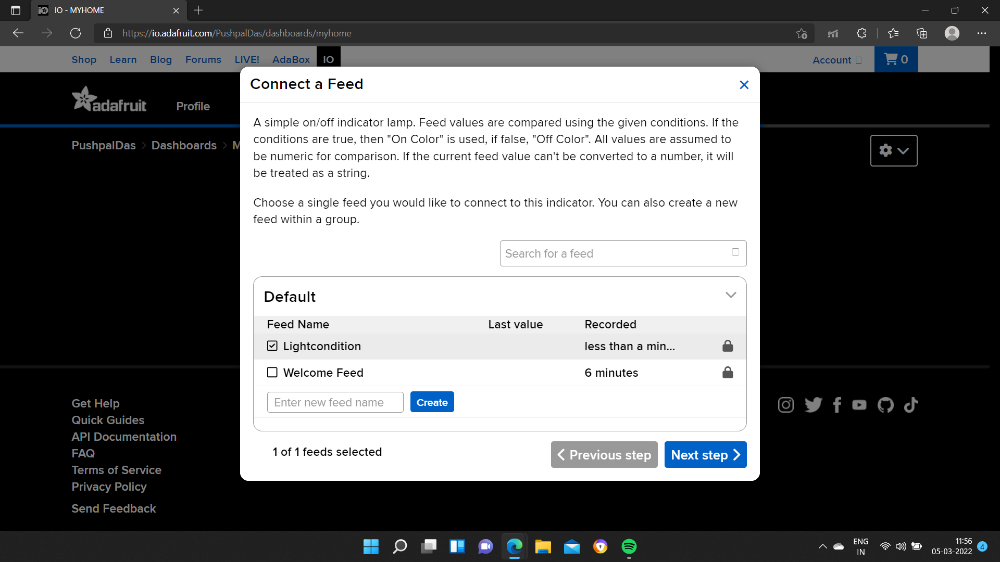 IO - MYHOME
https://io.adafruit.com/PushpalDas/dashboards/myhome
Shop Learn Blog Forums LIVE! AdaBox IO Account 0
adafruit Profile
PushpalDas > Dashboards > M
Connect a Feed
A simple on/off indicator lamp. Feed values are compared using the given conditions. If the
conditions are true, then "On Color" is used, if false, "Off Color". All values are assumed to
be numeric for comparison. If the current feed value can't be converted to a number, it will
be treated as a string.
Choose a single feed you would like to connect to this indicator. You can also create a new
feed within a group.
Search for a feed
Default
Feed Name Last value Recorded
Lightcondition less than a min...
Welcome Feed 6 minutes
Enter new feed name Create
1 of 1 feeds selected
Previous step Next step
Get Help
Quick Guides
API Documentation
FAQ
Terms of Service
Privacy Policy
Send Feedback
ENG
IN
11:56
05-03-2022
4